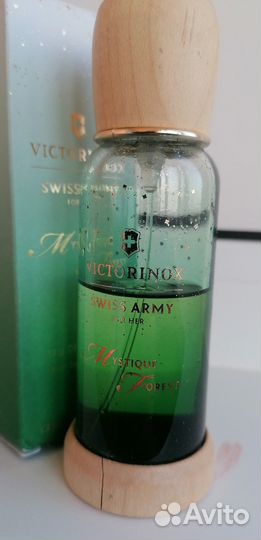 VICTORINOX
SWISS ARMY
FOR
M
VICTORINOX
SWISS ARMY
FOR HER
Mystique
Forest
Avito